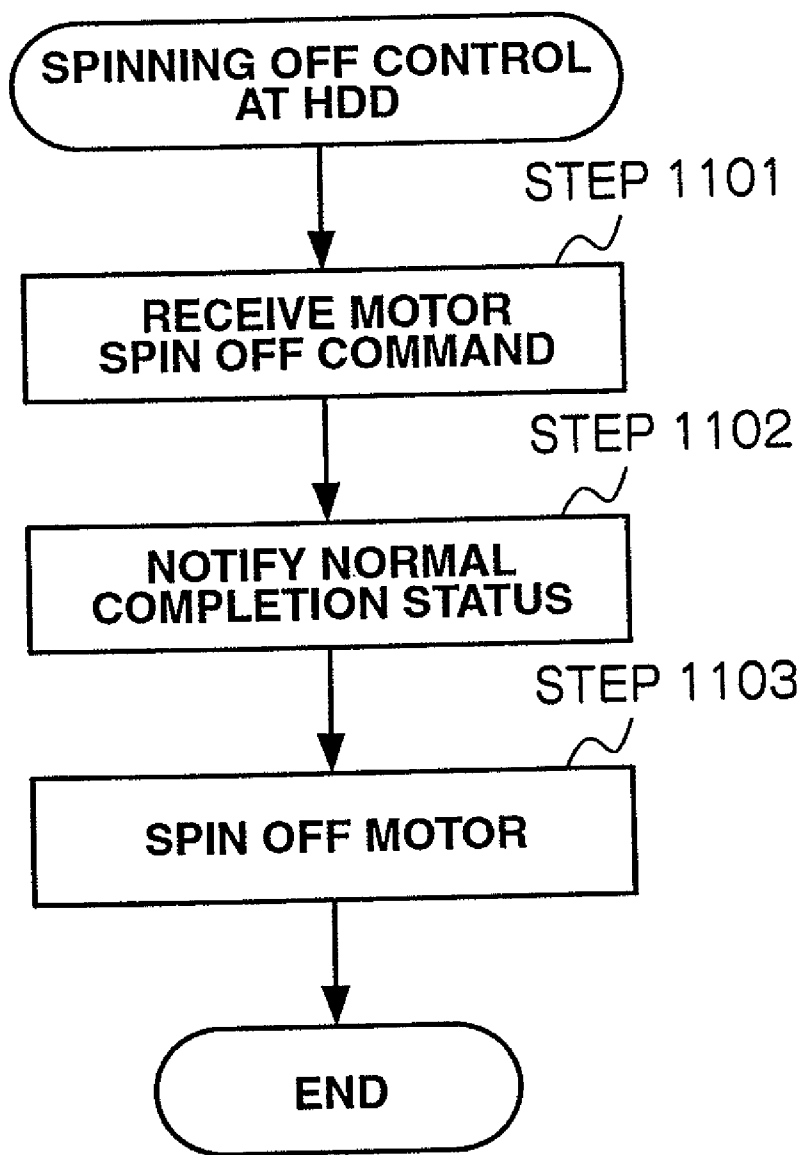 SPINNING OFF CONTROL
AT HDD
STEP 1101
RECEIVE MOTOR
SPIN OFF COMMAND
STEP 1102
NOTIFY NORMAL
COMPLETION STATUS
STEP 1103
SPIN OFF MOTOR
END